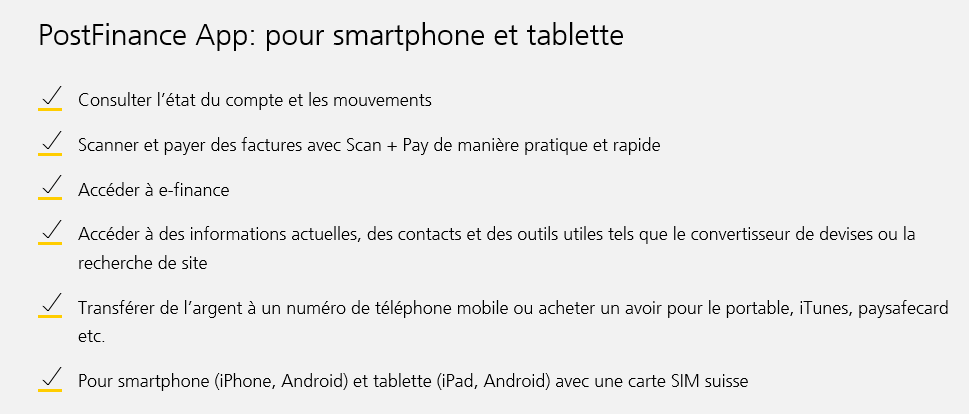 PostFinance App: pour smartphone et tablette
Consulter l’état du compte et les mouvements
Scanner et payer des factures avec Scan + Pay de manière pratique et rapide
Accéder à e-finance
Accéder à des informations actuelles, des contacts et des outils utiles tels que le convertisseur de devises ou la
recherche de site
Transférer de l’argent à un numéro de téléphone mobile ou acheter un avoir pour le portable, iTunes, paysafecard
etc.
Pour smartphone (iPhone, Android) et tablette (iPad, Android) avec une carte SIM suisse